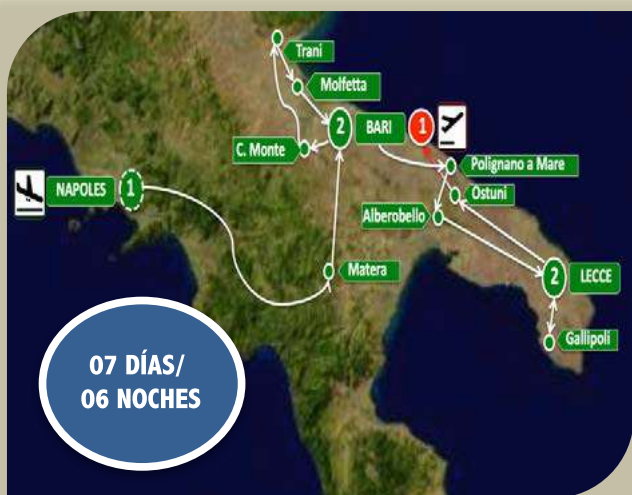 Trani
Molfetta
2
BARI
1
C. Monte
Polignano a Mare
NAPOLES
1
Ostuni
Alberobello
Matera
2
LECCE
Gallipoli
07 DÍAS/
06 NOCHES